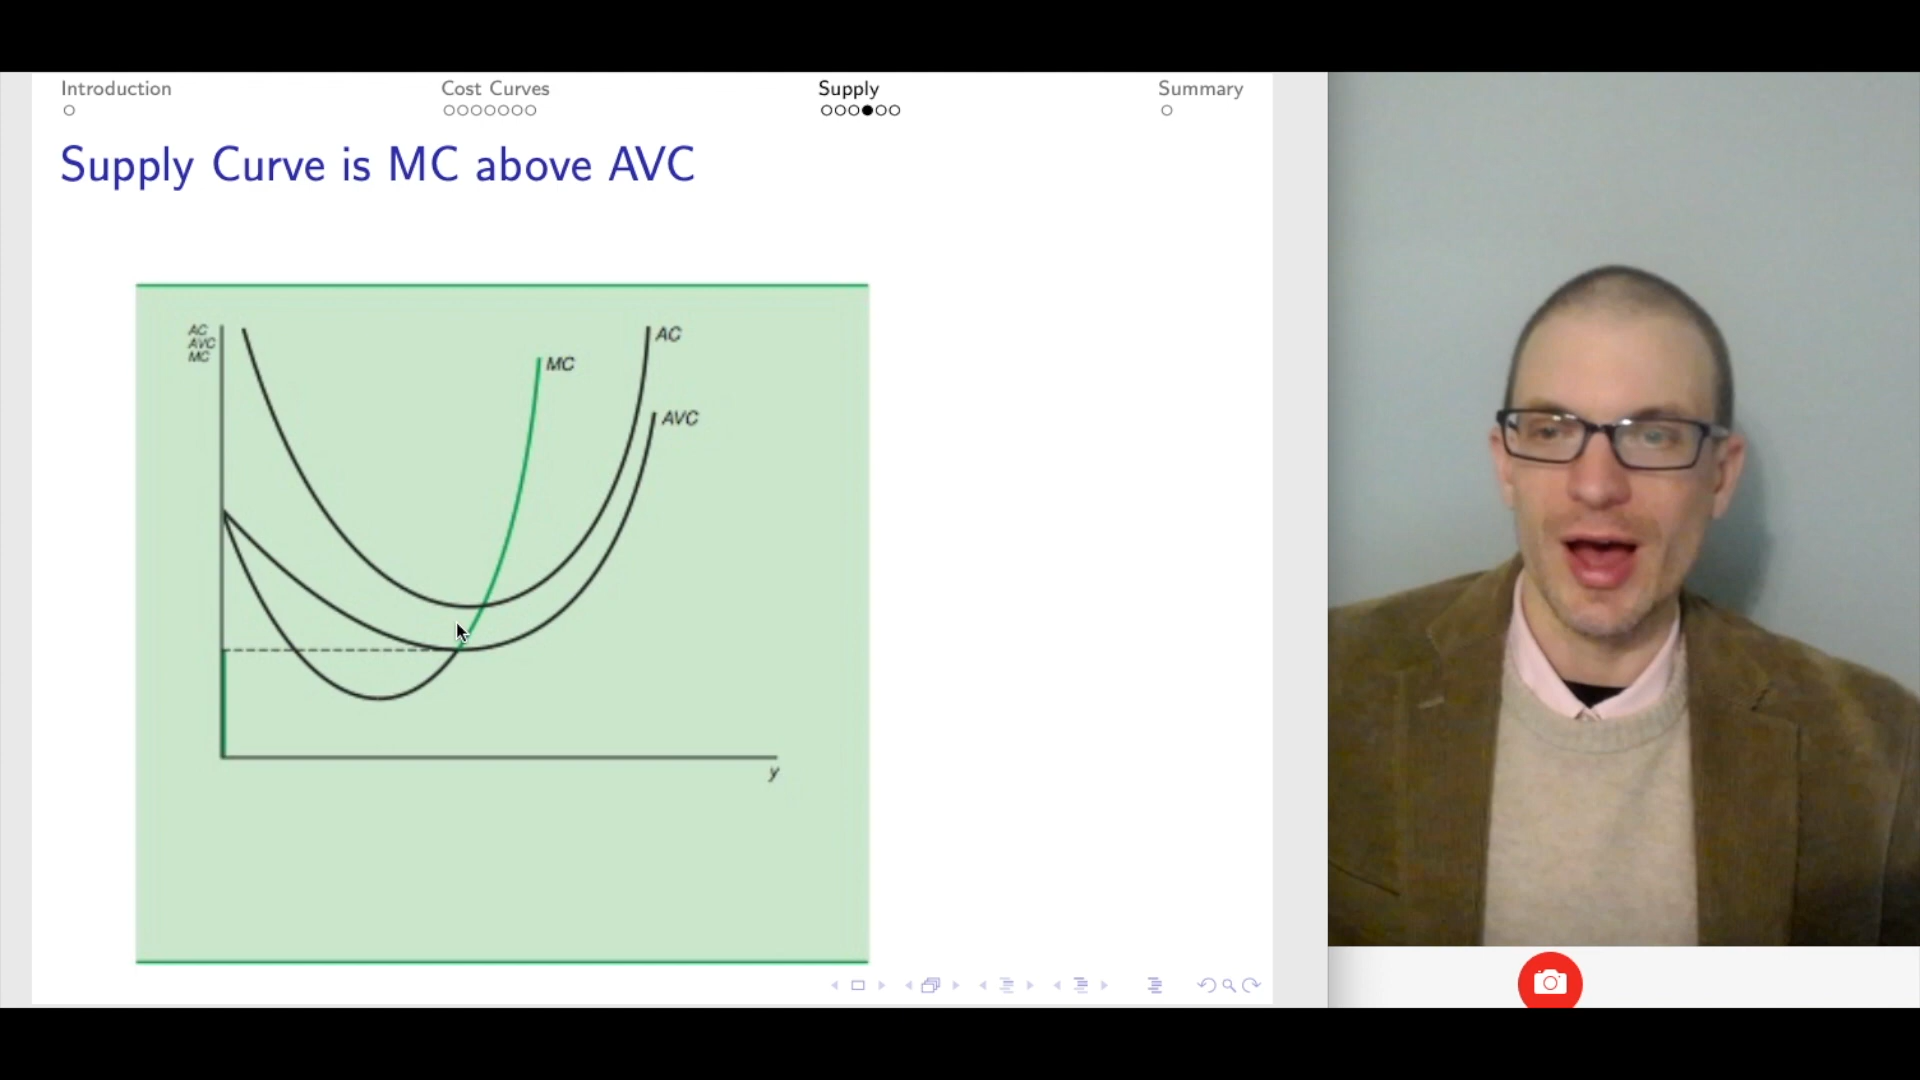 Introduction
Cost Curves
Supply
Summary
Supply Curve is MC above AVC
AC
AVC
MC
MC
AC
AVC
y